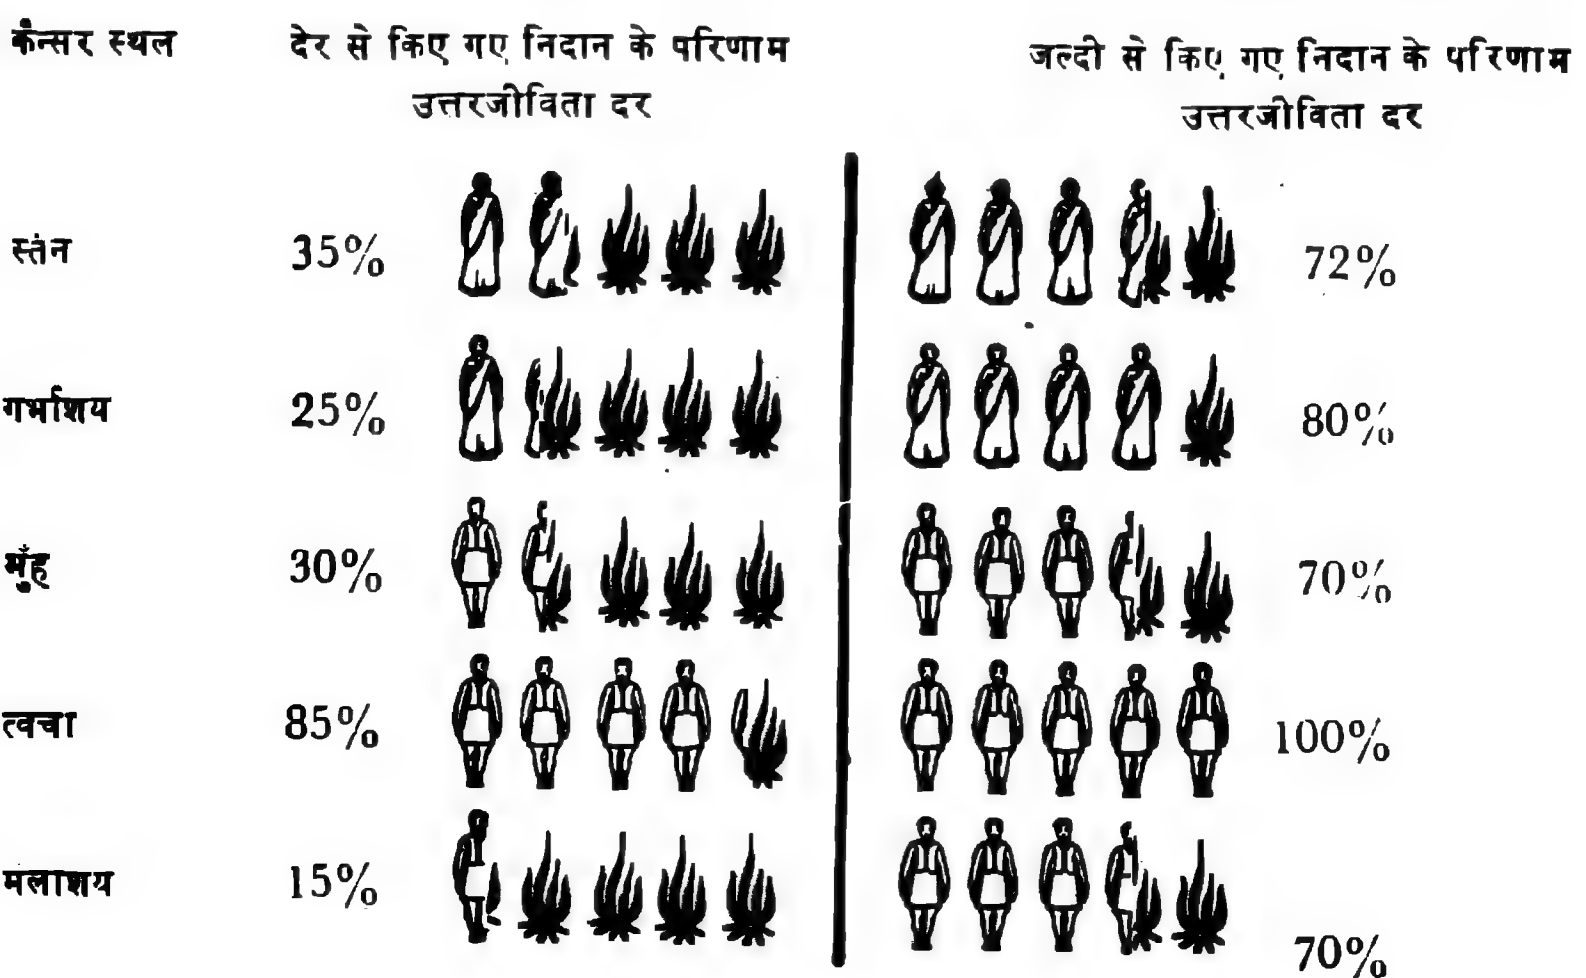 कैन्सर स्थल देर से किए गए निदान के परिणाम जल्दी से किए गए निदान के परिणाम
उत्तरजीविता दर उत्तरजीविता दर
स्तन 35% 72%
गर्भाशय 25% 80%
मुँह 30% 70%
त्वचा 85% 100%
मलाशय 15% 70%